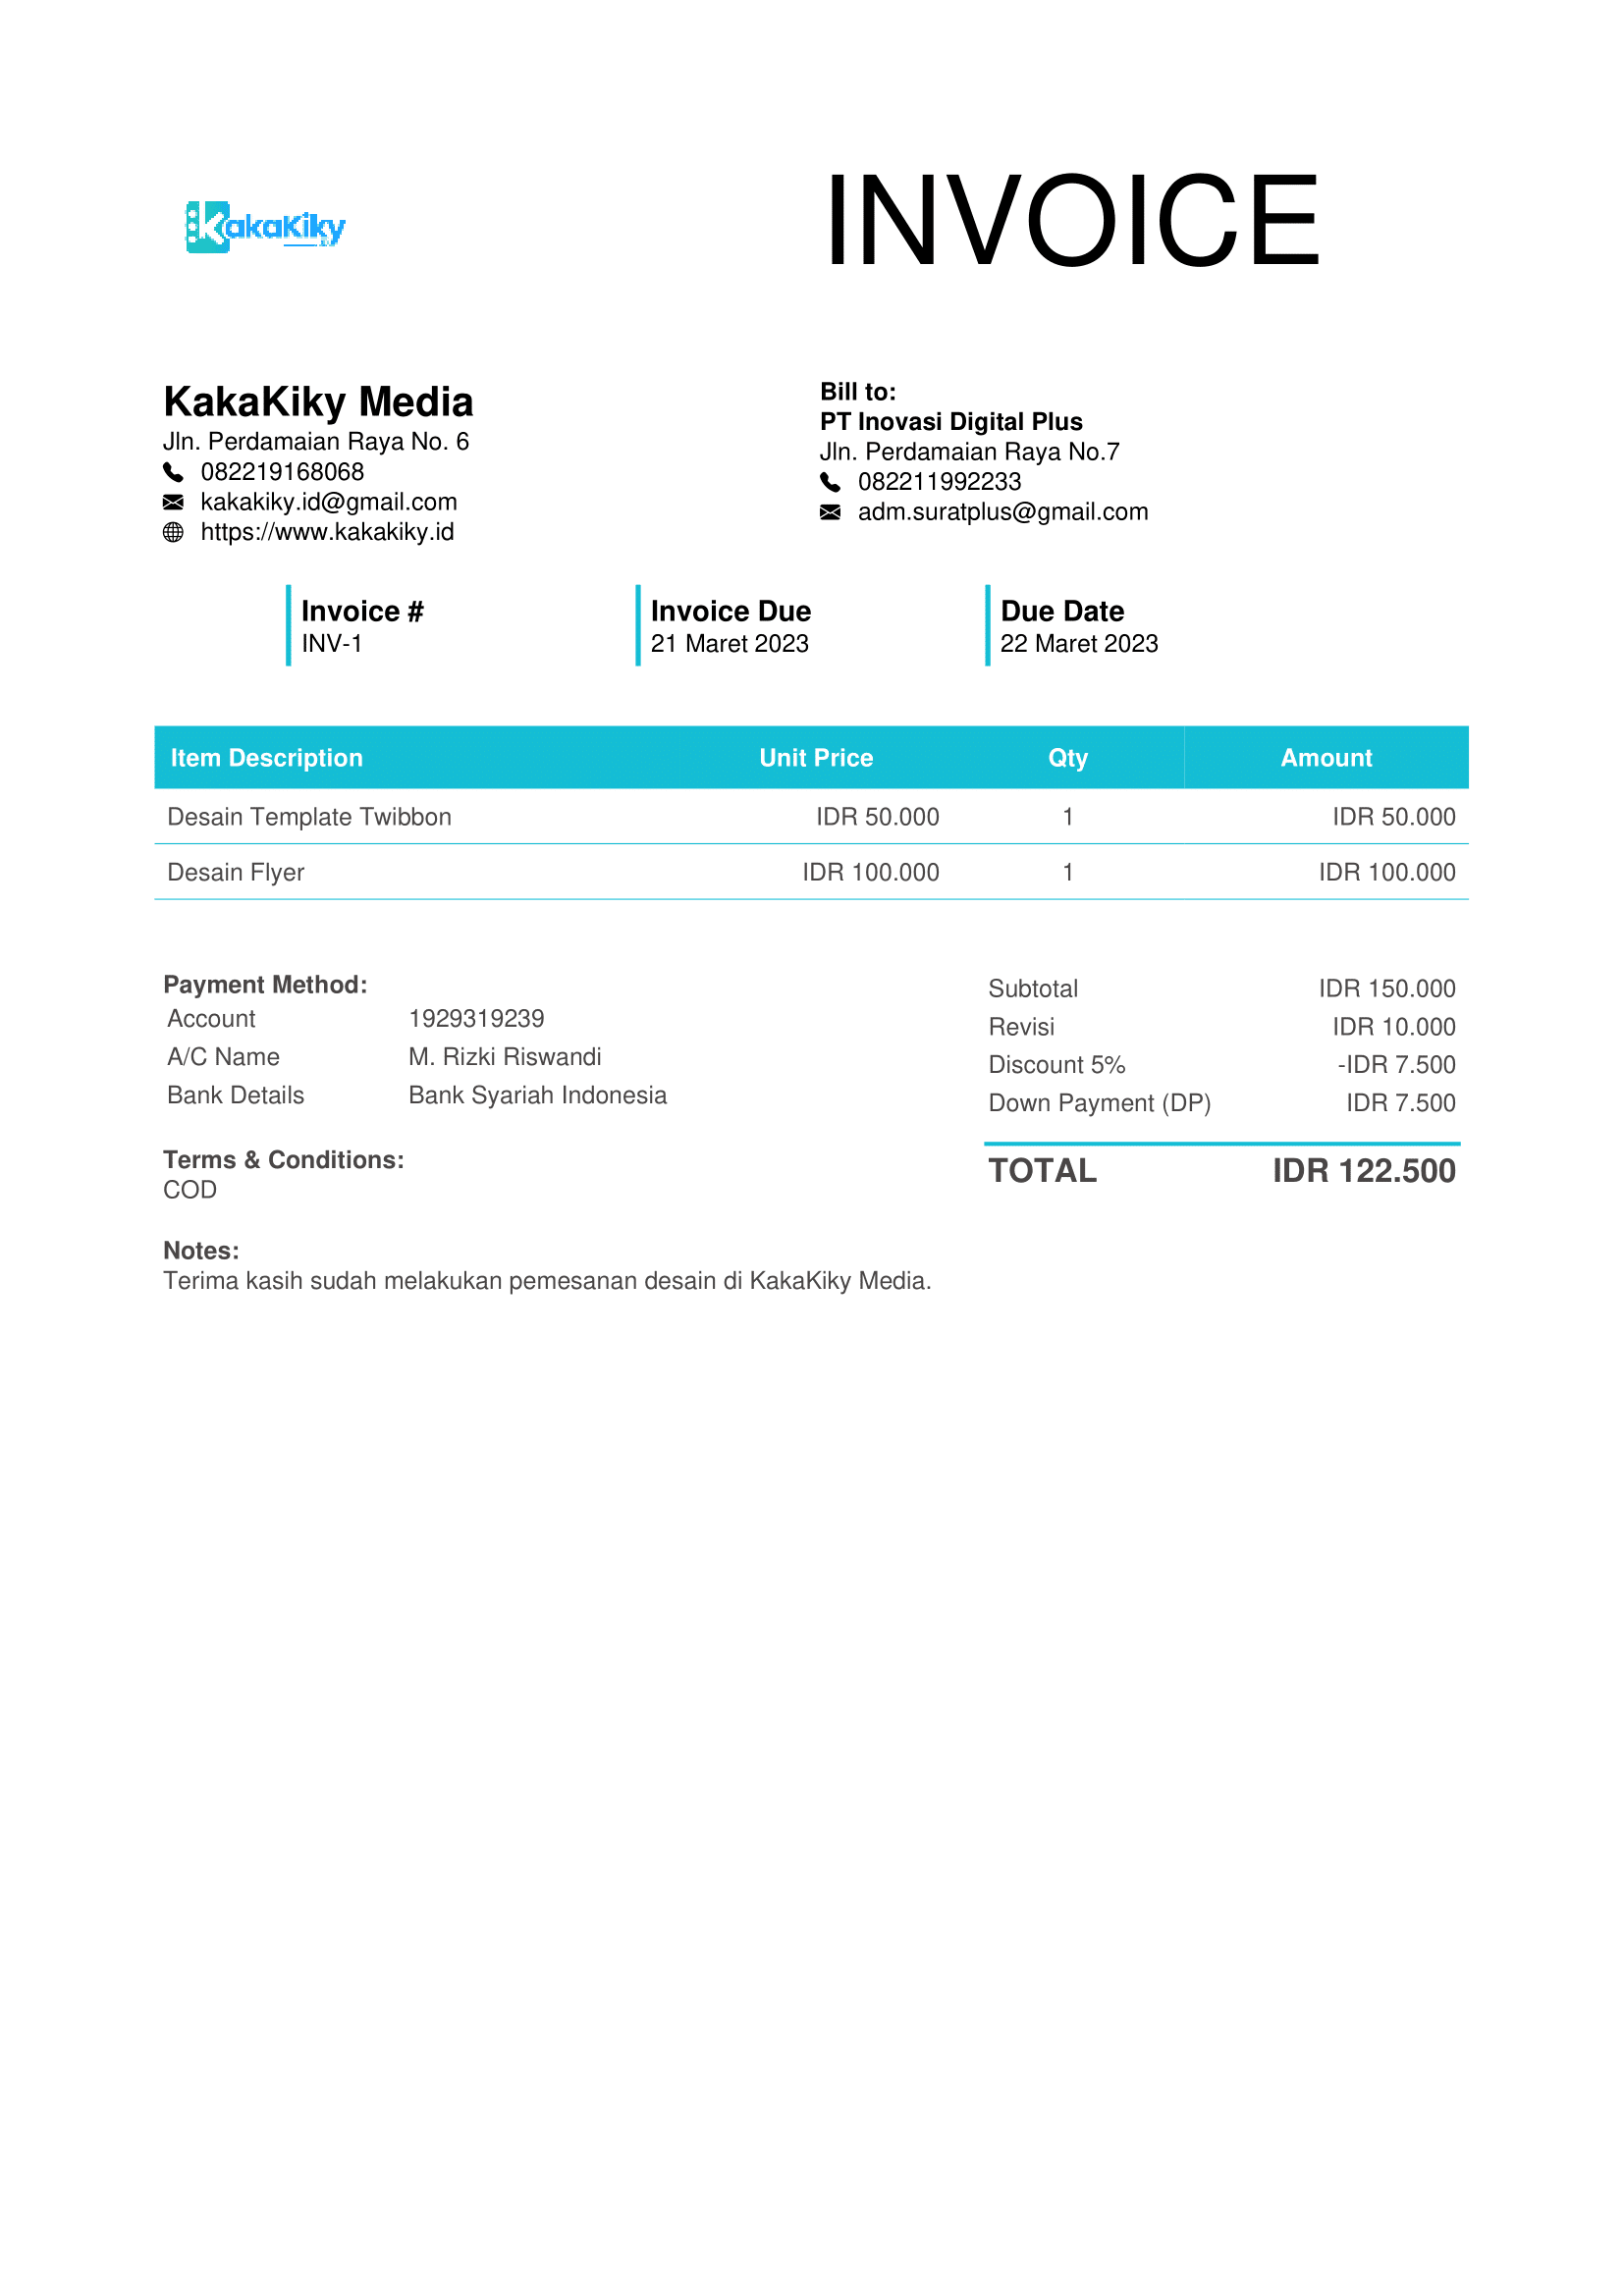 KakaKiky
INVOICE
KakaKiky Media
Jln. Perdamaian Raya No. 6
082219168068
kakakiky.id@gmail.com
https://www.kakakiky.id
Bill to:
PT Inovasi Digital Plus
Jln. Perdamaian Raya No.7
082211992233
adm.suratplus@gmail.com
Invoice # Invoice Due Due Date
INV-1 21 Maret 2023 22 Maret 2023
Item Description Unit Price Qty Amount
Desain Template Twibbon IDR 50.000 1 IDR 50.000
Desain Flyer IDR 100.000 1 IDR 100.000
Payment Method:
Account 1929319239
A/C Name M. Rizki Riswandi
Bank Details Bank Syariah Indonesia
Terms & Conditions:
COD
Notes:
Terima kasih sudah melakukan pemesanan desain di KakaKiky Media.
Subtotal IDR 150.000
Revisi IDR 10.000
Discount 5% -IDR 7.500
Down Payment (DP) IDR 7.500
TOTAL IDR 122.500